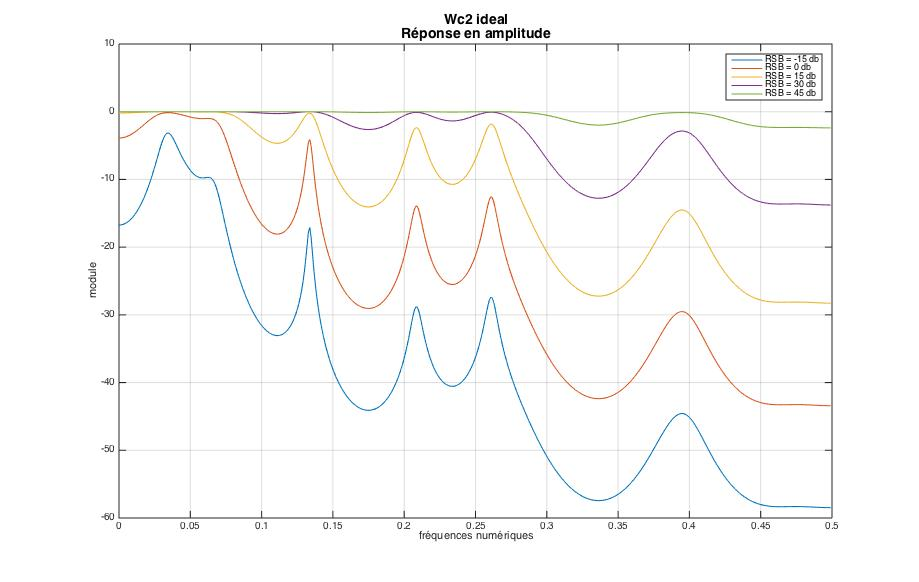 Wc2 ideal
Réponse en amplitude
10
0
-10
-20
-30
-40
-50
-60
module
RSB = -15 db
RSB = 0 db
RSB = 15 db
RSB = 30 db
RSB = 45 db
0 0.05 0.1 0.15 0.2 0.25 0.3 0.35 0.4 0.45 0.5
fréquences numériques